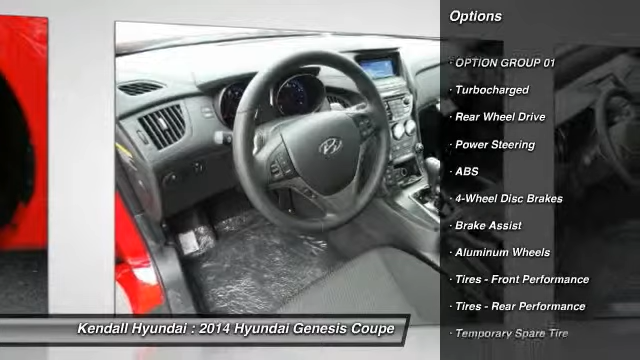 Options
· OPTION GROUP 01
· Turbocharged
· Rear Wheel Drive
· Power Steering
· ABS
· 4-Wheel Disc Brakes
· Brake Assist
· Aluminum Wheels
· Tires - Front Performance
· Tires - Rear Performance
· Temporary Spare Tire
Kendall Hyundai : 2014 Hyundai Genesis Coupe